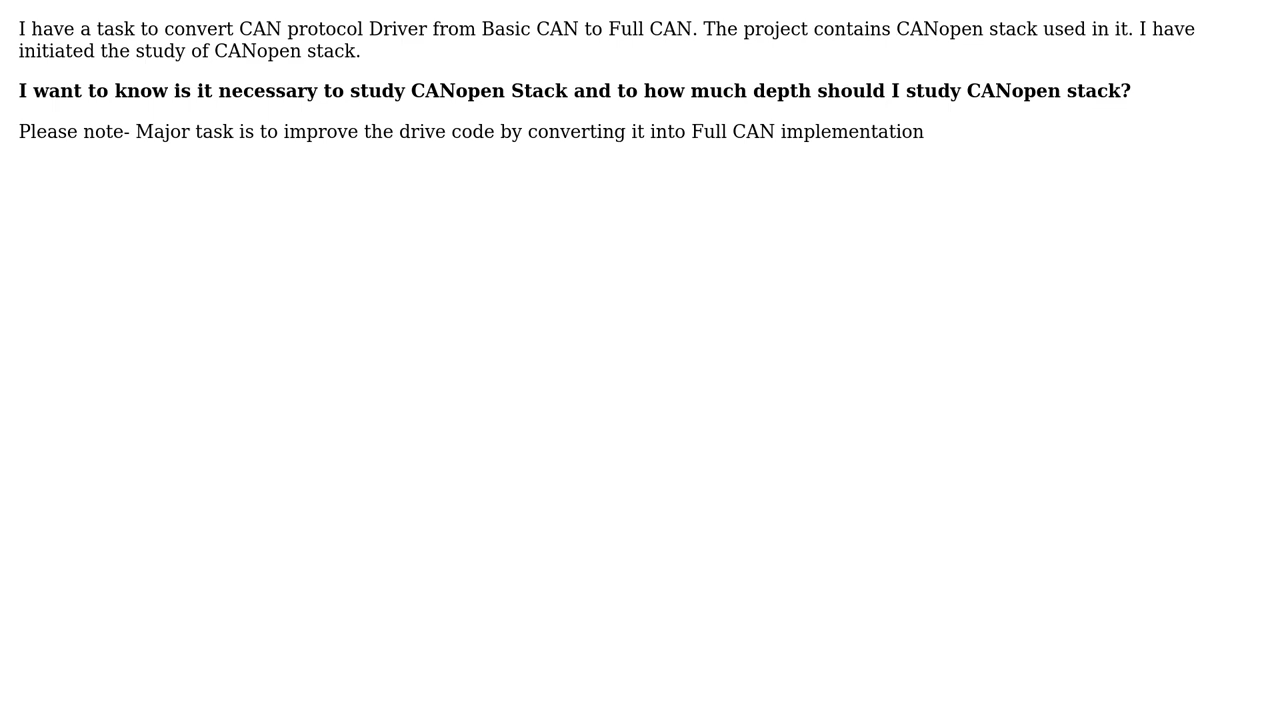 I have a task to convert CAN protocol Driver from Basic CAN to Full CAN. The project contains CANopen stack used in it. I have
initiated the study of CANopen stack.
I want to know is it necessary to study CANopen Stack and to how much depth should I study CANopen stack?
Please note- Major task is to improve the drive code by converting it into Full CAN implementation